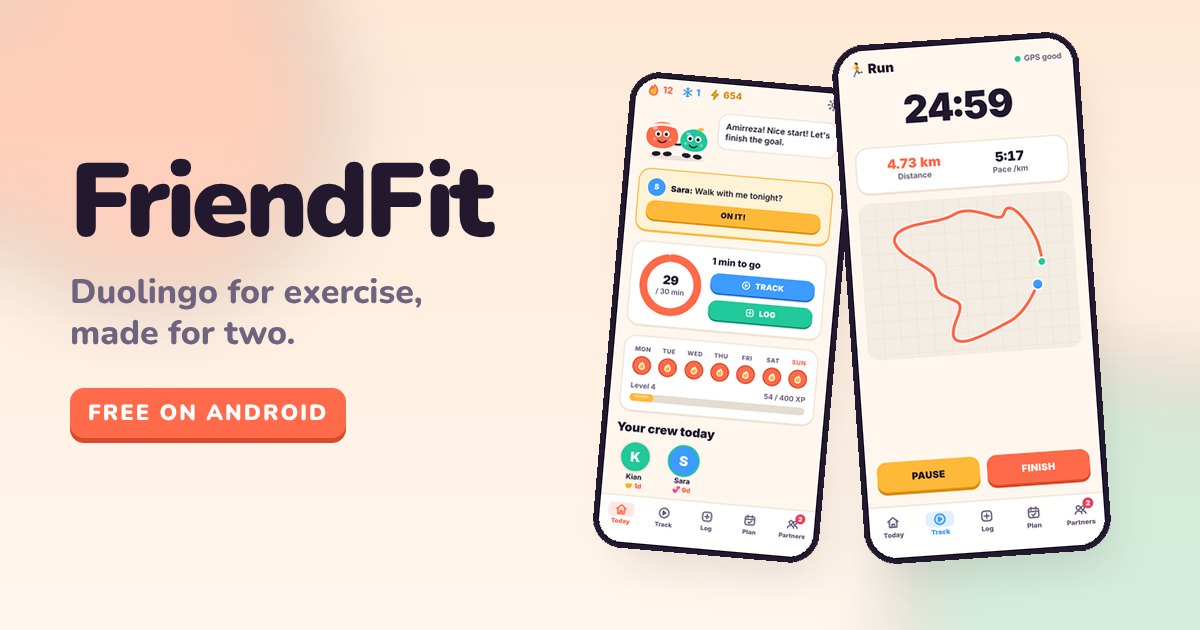 FriendFit
Duolingo for exercise,
made for two.
FREE ON ANDROID
12 1 654
Amirreza! Nice start! Let's
finish the goal.
S Sara: Walk with me tonight?
ON IT!
29
/ 30 min
1 min to go
TRACK
LOG
MON TUE WED THU FRI SAT SUN
Level 4 54 / 400 XP
Your crew today
K S
Kian Sara
1d 0d
Today Track Log Plan Partners
2
Run GPS good
24:59
4.73 km 5:17
Distance Pace /km
PAUSE FINISH
Today Track Log Plan Partners
2